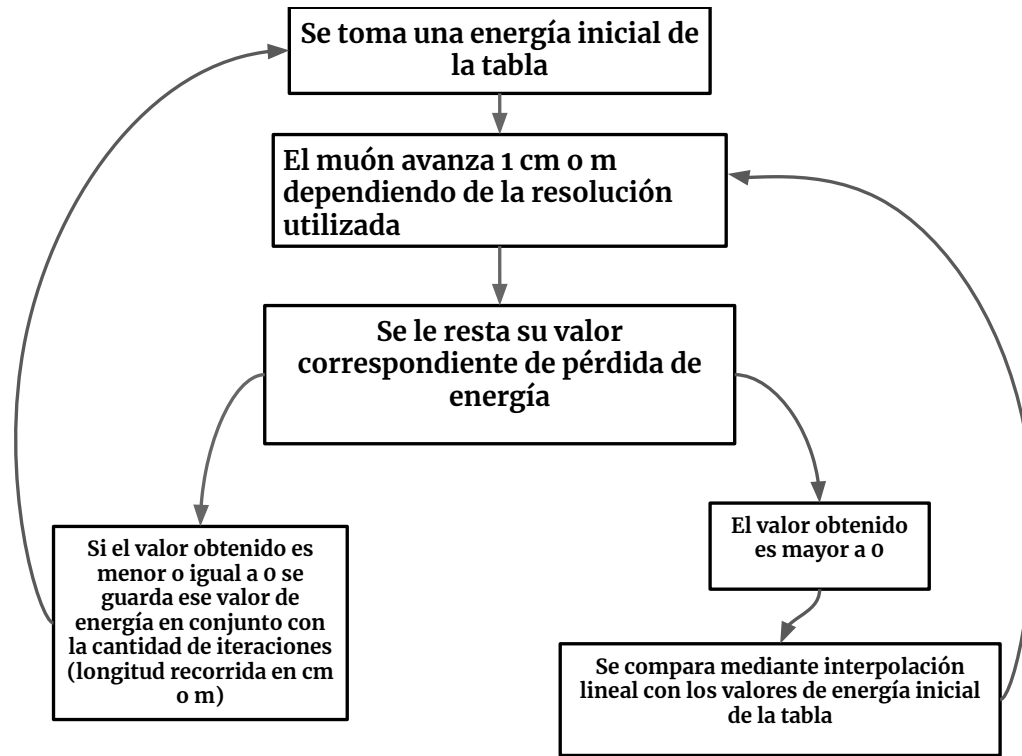 Se toma una energía inicial de
la tabla
El muón avanza 1 cm o m
dependiendo de la resolución
utilizada
Se le resta su valor
correspondiente de pérdida de
energía
Si el valor obtenido es
menor o igual a 0 se
guarda ese valor de
energía en conjunto con
la cantidad de iteraciones
(longitud recorrida en cm
o m)
El valor obtenido
es mayor a 0
Se compara mediante interpolación
lineal con los valores de energía inicial
de la tabla